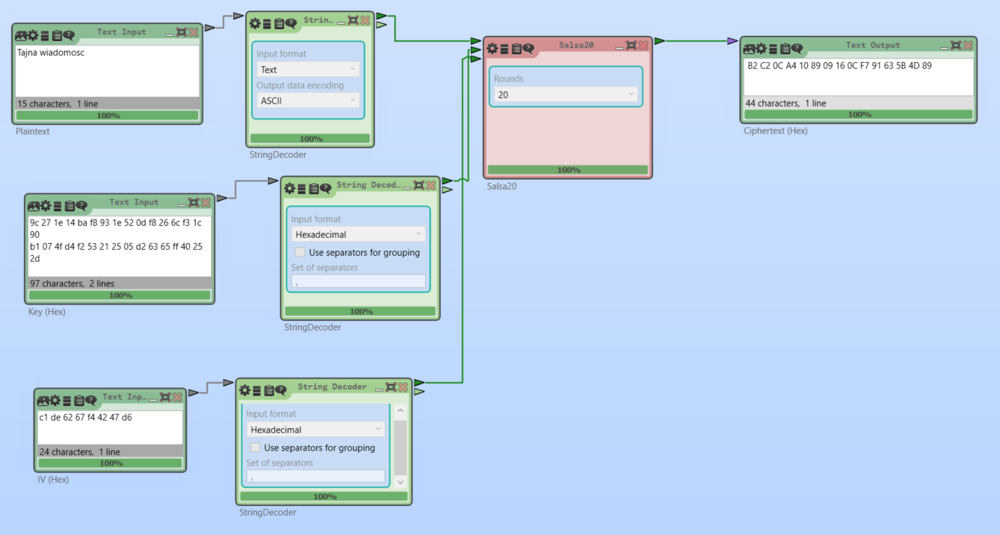 Text Input
Tajna wiadomosc
15 characters,  1 line
100%
Plaintext
Strin...
Input format
Text
Output data encoding
ASCII
100%
StringDecoder
Salsa20
Rounds
20
100%
Salsa20
Text Output
B2 C2 0C A4 10 89 09 16 0C F7 91 63 5B 4D 89
44 characters,  1 line
100%
Ciphertext (Hex)
Text Input
9c 27 1e 14 ba f8 93 1e 52 0d f8 26 6c f3 1c
90
b1 07 4f d4 f2 53 21 25 05 d2 63 65 ff 40 25
2d
97 characters,  2 lines
100%
Key (Hex)
String Decod...
Input format
Hexadecimal
Use separators for grouping
Set of separators
,
100%
StringDecoder
Text Inp...
c1 de 62 67 f4 42 47 d6
24 characters,  1 line
100%
IV (Hex)
String Decoder
Input format
Hexadecimal
Use separators for grouping
Set of separators
,
100%
StringDecoder